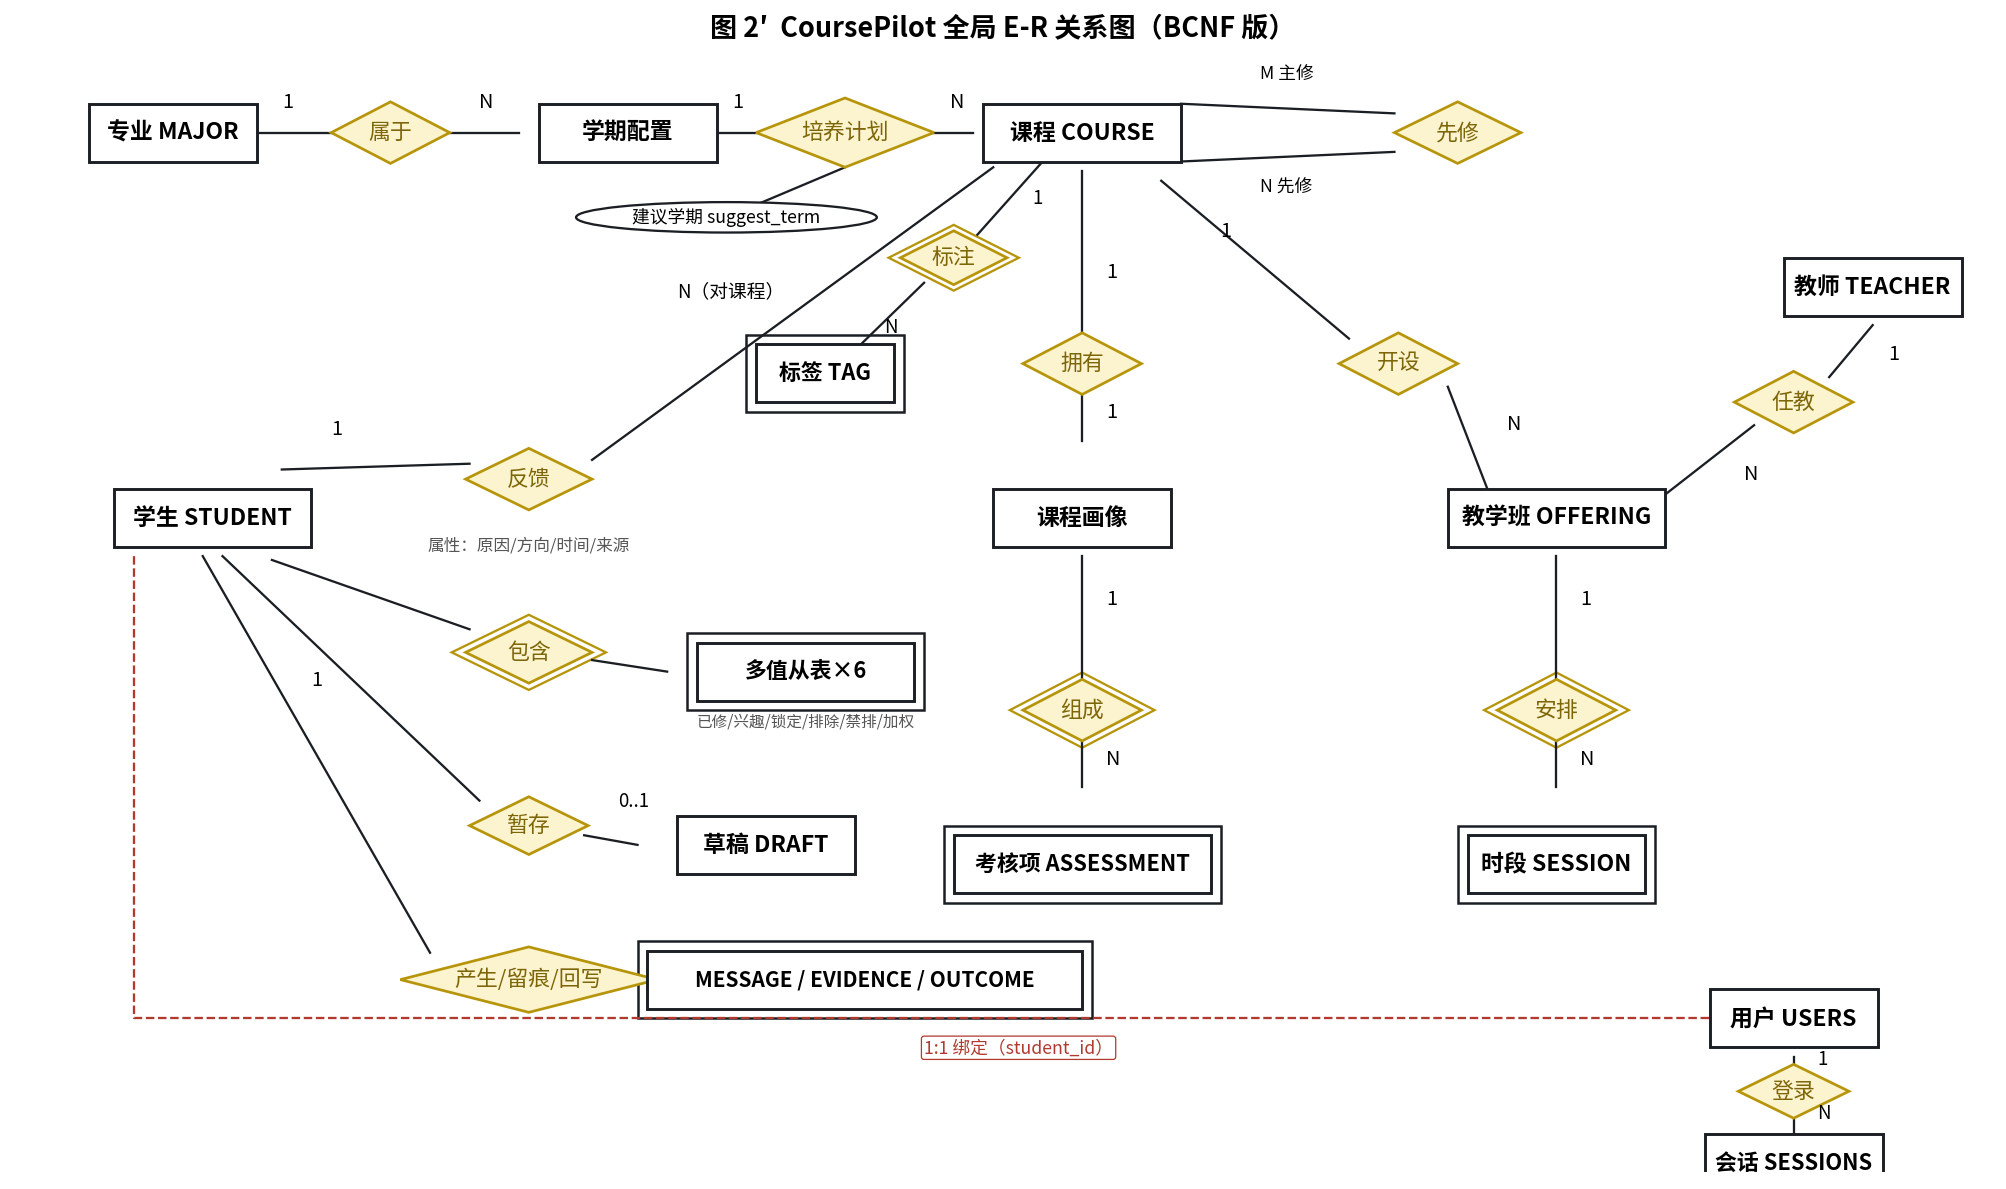 图 2′ CoursePilot 全局 E-R 关系图（BCNF 版）
M 主修
专业 MAJOR
1
属于
N
学期配置
1
培养计划
N
课程 COURSE
先修
N 先修
建议学期 suggest_term
1
标注
1
N（对课程）
1
教师 TEACHER
N
标签 TAG
拥有
开设
1
任教
1
1
N
反馈
N
学生 STUDENT
课程画像
教学班 OFFERING
属性：原因/方向/时间/来源
1
1
包含
多值从表×6
已修/兴趣/锁定/排除/禁排/加权
1
组成
安排
N
N
0..1
暂存
草稿 DRAFT
考核项 ASSESSMENT
时段 SESSION
产生/留痕/回写
MESSAGE / EVIDENCE / OUTCOME
用户 USERS
1:1 绑定（student_id）
1
登录
N
会话 SESSIONS